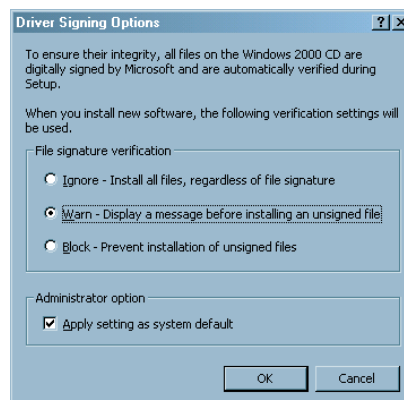 Driver Signing Options
To ensure their integrity, all files on the Windows 2000 CD are
digitally signed by Microsoft and are automatically verified during
Setup.
When you install new software, the following verification settings will
be used.
File signature verification
Ignore - Install all files, regardless of file signature
Warn - Display a message before installing an unsigned file
Block - Prevent installation of unsigned files
Administrator option
Apply setting as system default
OK Cancel